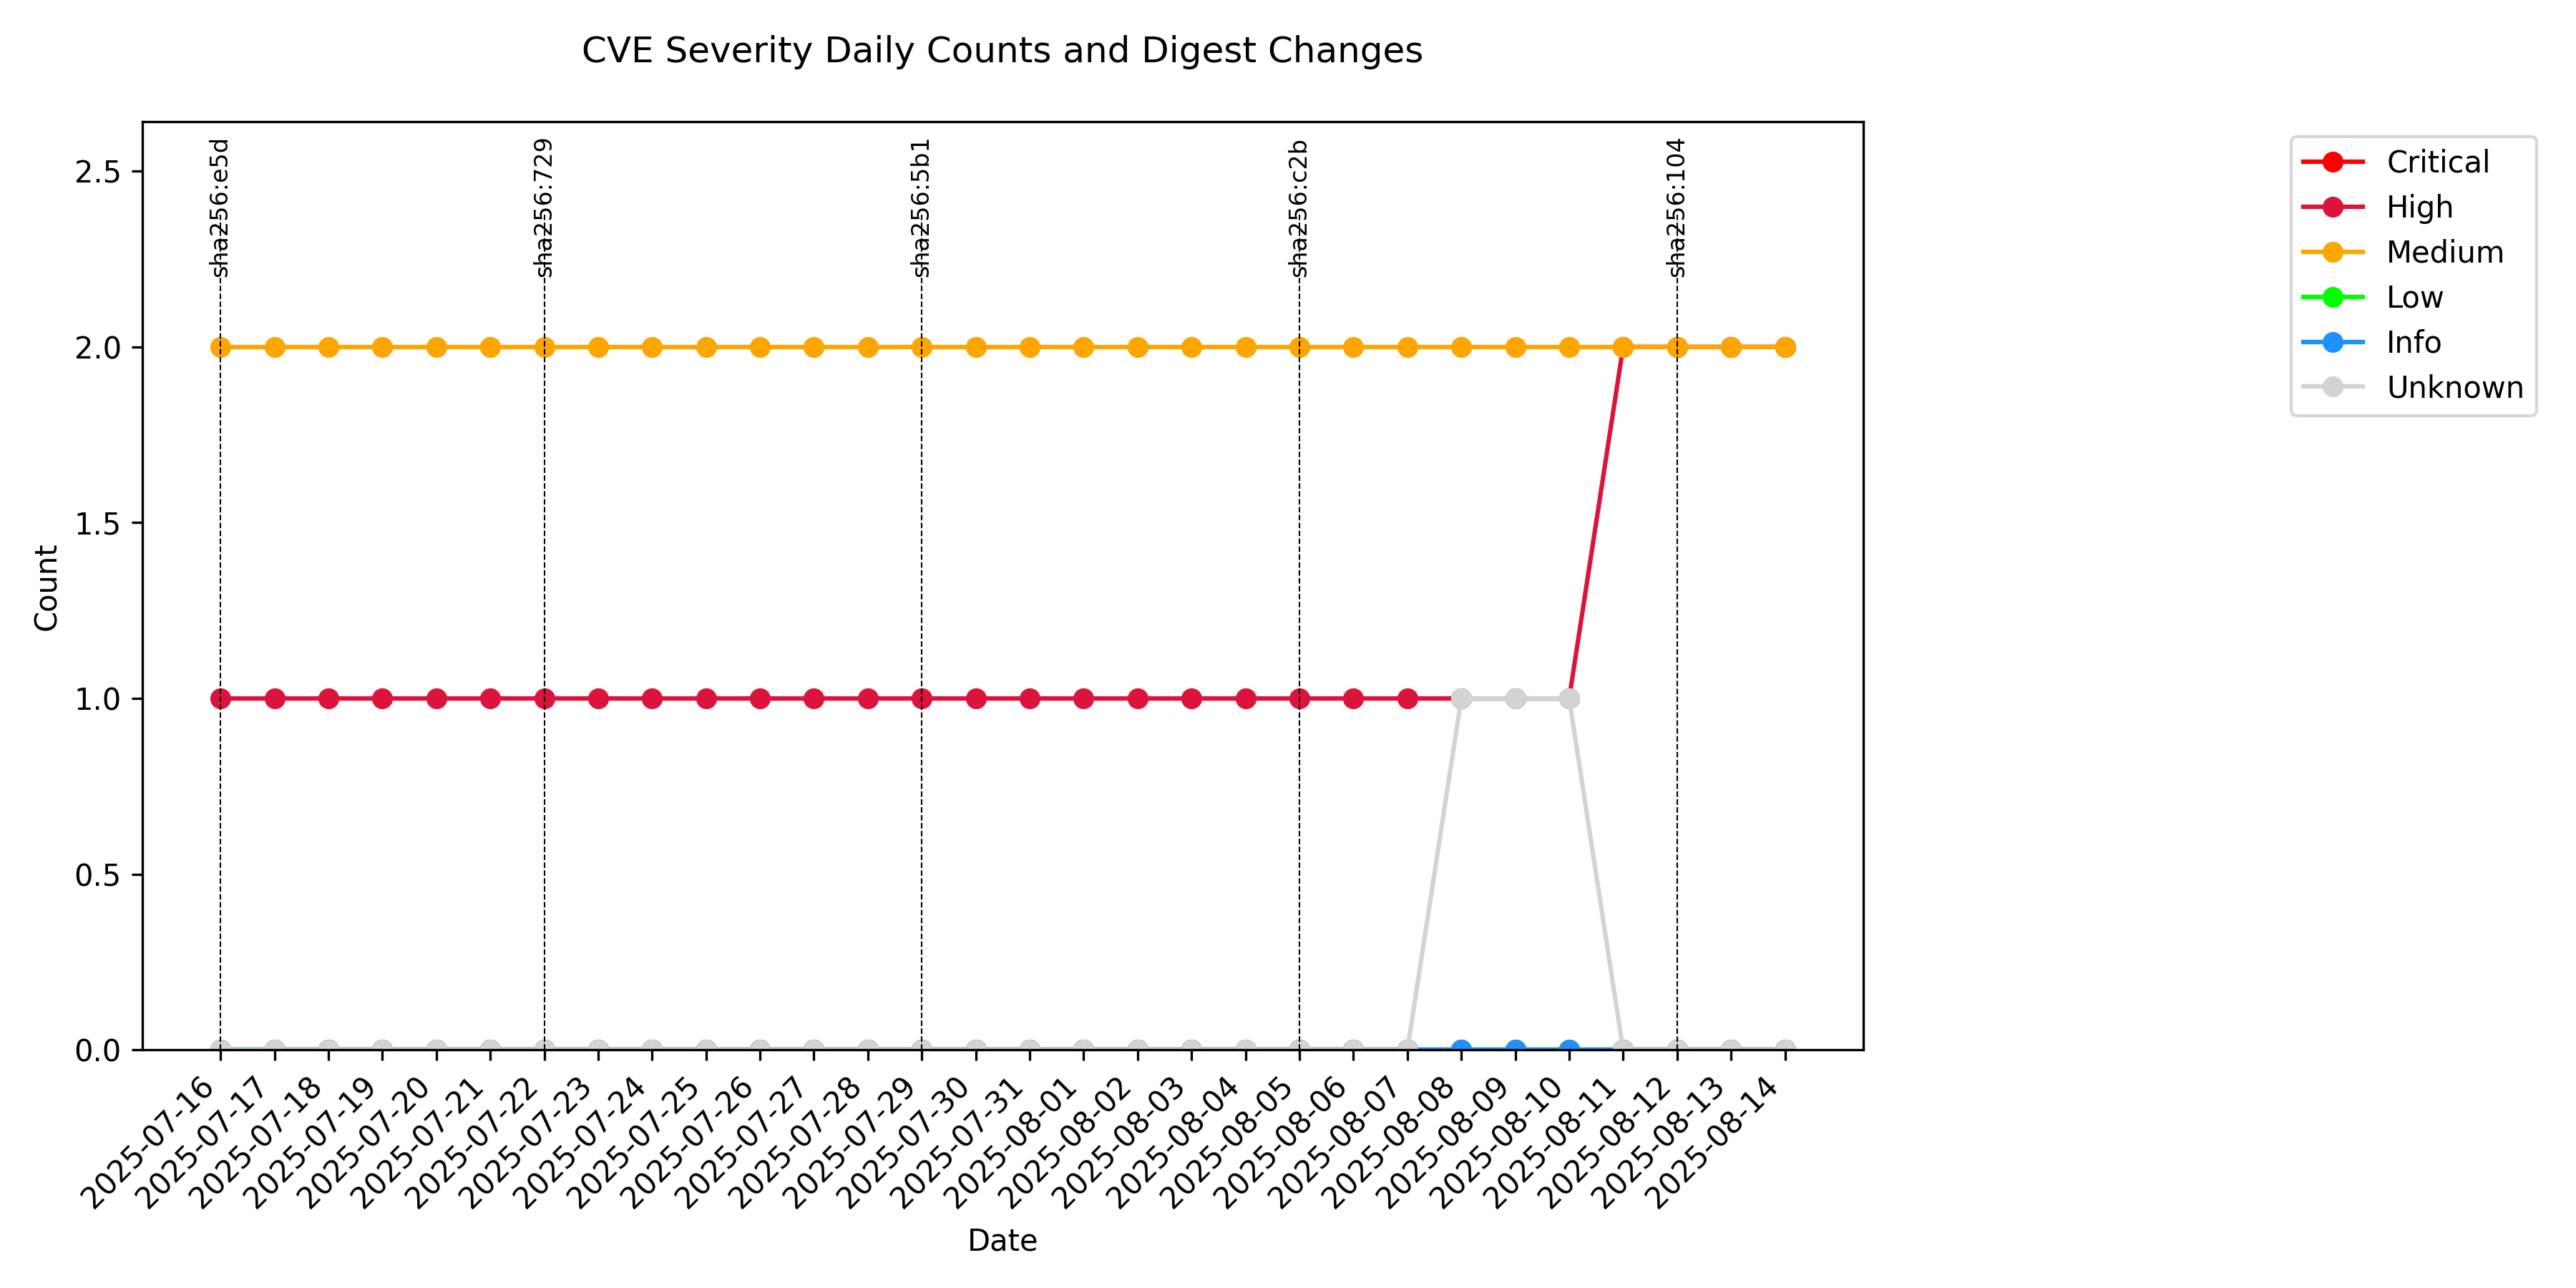 CVE Severity Daily Counts and Digest Changes
sha256:e5d
sha256:729
sha256:5b1
sha256:c2b
sha256:104
Critical
High
Medium
Low
Info
Unknown
2.5
2.0
1.5
1.0
0.5
0.0
Count
2025-07-16
2025-07-17
2025-07-18
2025-07-19
2025-07-20
2025-07-21
2025-07-22
2025-07-23
2025-07-24
2025-07-25
2025-07-26
2025-07-27
2025-07-28
2025-07-29
2025-07-30
2025-07-31
2025-08-01
2025-08-02
2025-08-03
2025-08-04
2025-08-05
2025-08-06
2025-08-07
2025-08-08
2025-08-09
2025-08-10
2025-08-11
2025-08-12
2025-08-13
2025-08-14
Date